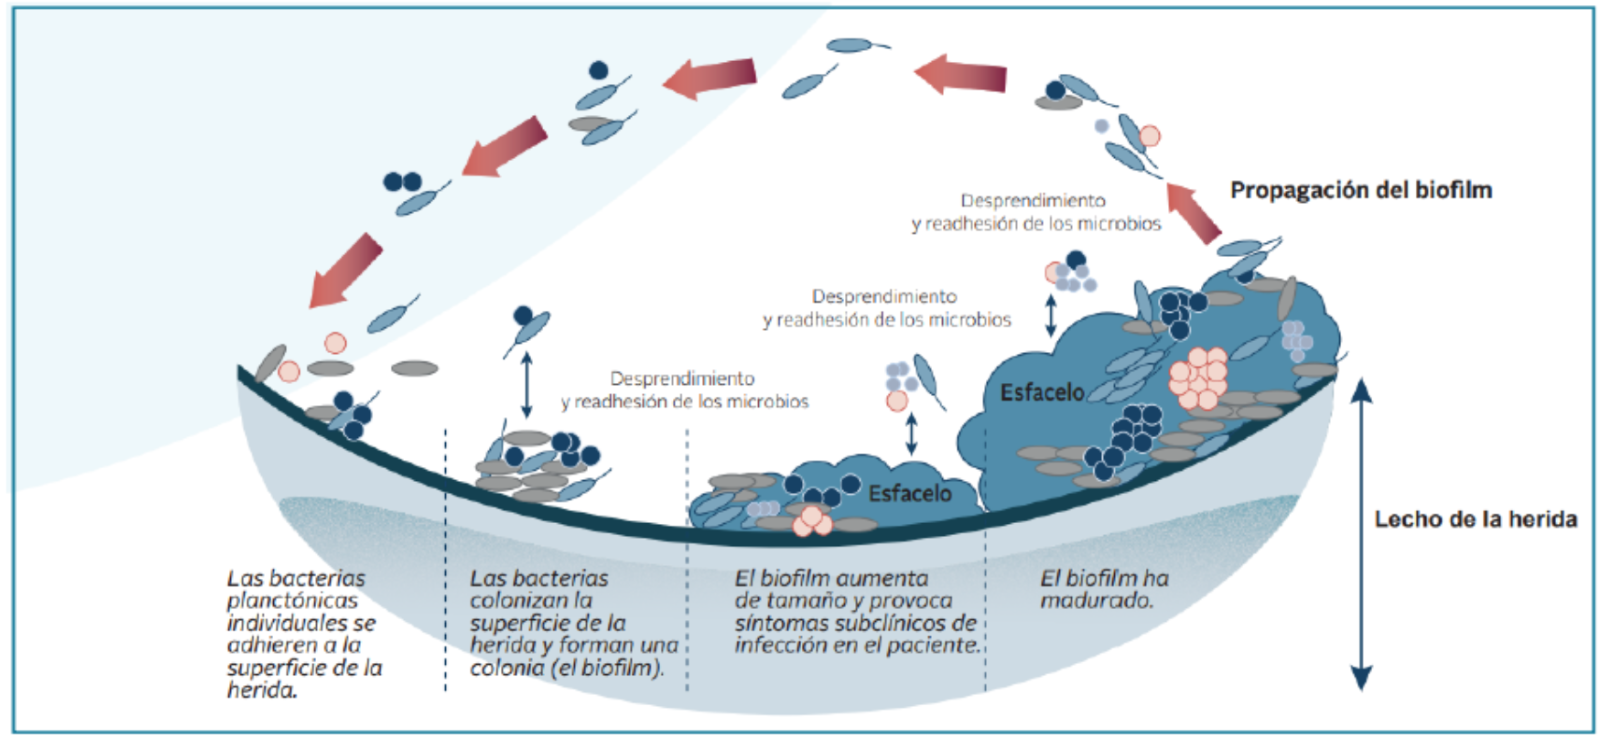 Propagación del biofilm
Desprendimiento
y readhesión de los microbios
Desprendimiento
y readhesión de los microbios
Desprendimiento
y readhesión de los microbios
Esfacelo
Esfacelo
Lecho de la herida
Las bacterias
planctónicas
individuales se
adhieren a la
superficie de la
herida.
Las bacterias
colonizan la
superficie de la
herida y forman una
colonia (el biofilm).
El biofilm aumenta
de tamaño y provoca
síntomas subclínicos de
infección en el paciente.
El biofilm ha
madurado.